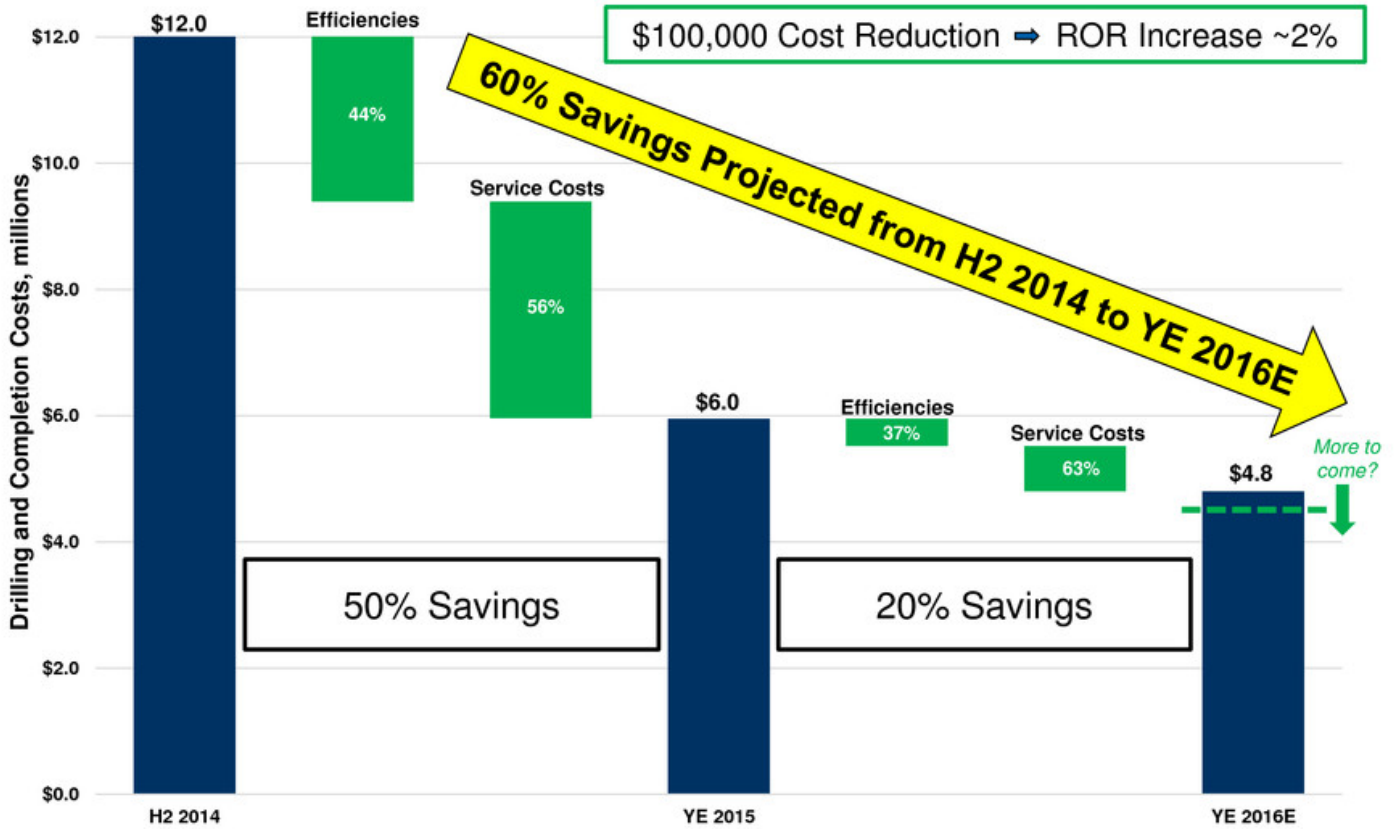 $100,000 Cost Reduction ➡ ROR Increase ~2%
60% Savings Projected from H2 2014 to YE 2016E
Drilling and Completion Costs, millions
$12.0
$10.0
$8.0
$6.0
$4.0
$2.0
$0.0
$12.0
Efficiencies
44%
Service Costs
56%
$6.0
Efficiencies
37%
Service Costs
63%
$4.8
More to
come?
50% Savings
20% Savings
H2 2014
YE 2015
YE 2016E